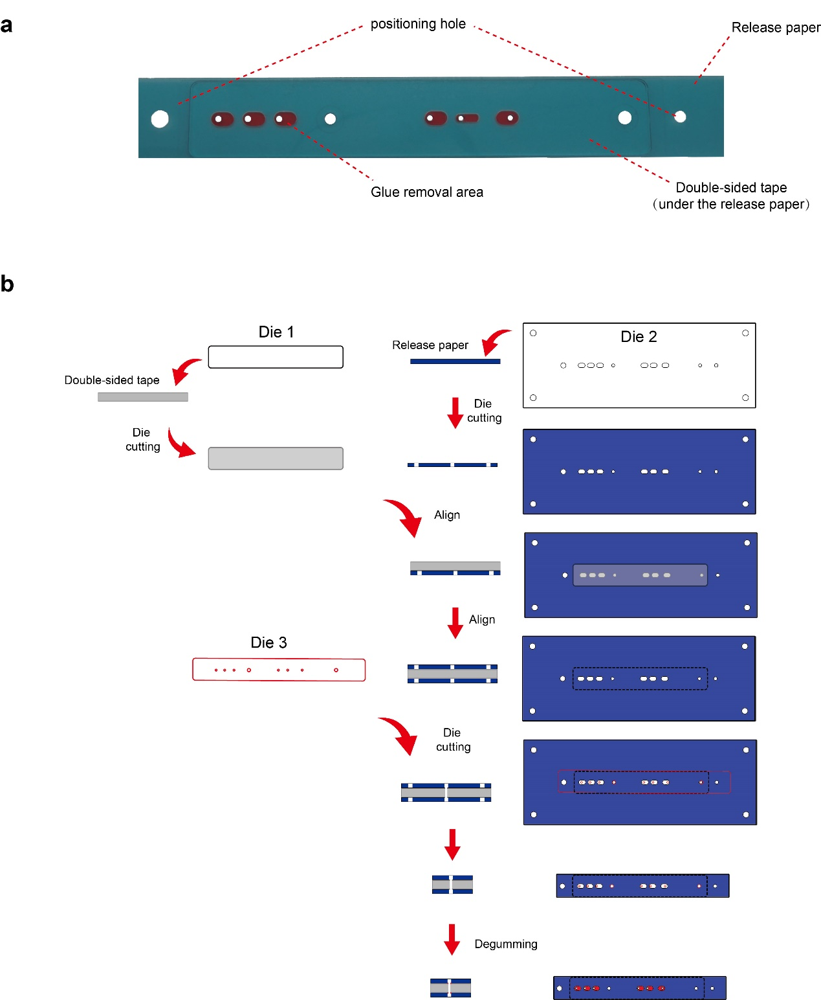 a
positioning hole
Release paper
Glue removal area
Double-sided tape
（under the release paper）
b
Die 1
Double-sided tape
Die
cutting
Release paper
Die 2
Die
cutting
Align
Align
Die 3
Die
cutting
Degumming